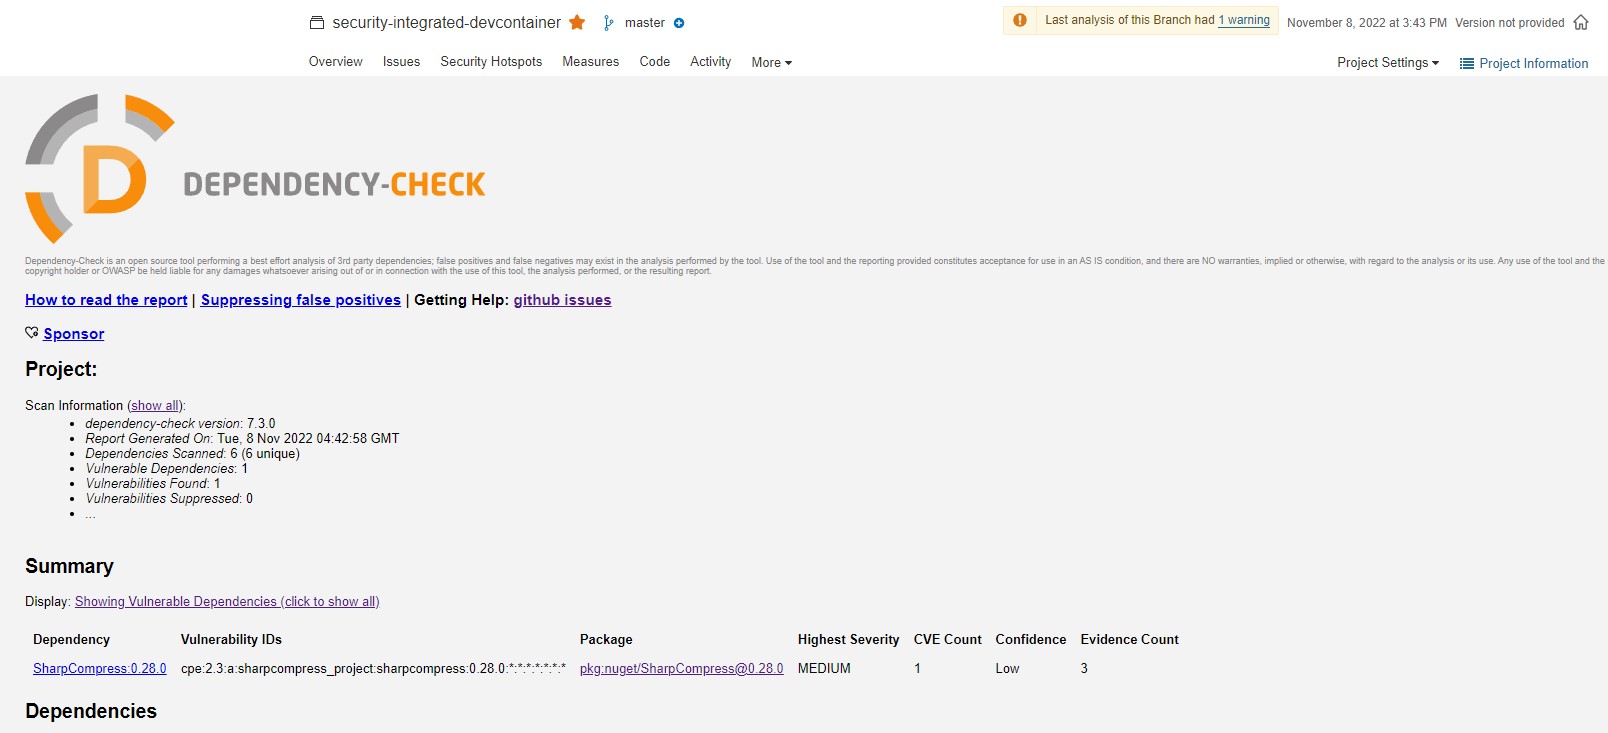 security-integrated-devcontainer master Last analysis of this Branch had 1 warning November 8, 2022 at 3:43 PM Version not provided
Overview Issues Security Hotspots Measures Code Activity More Project Settings Project Information
D
DEPENDENCY-CHECK
Dependency-Check is an open source tool performing a best effort analysis of 3rd party dependencies; false positives and false negatives may exist in the analysis performed by the tool. Use of the tool and the reporting provided constitutes acceptance for use in an AS IS condition, and there are NO warranties, implied or otherwise, with regard to the analysis or its use. Any use of the tool and the
copyright holder or OWASP be held liable for any damages whatsoever arising out of or in connection with the use of this tool, the analysis performed, or the resulting report.
How to read the report | Suppressing false positives | Getting Help: github issues
Sponsor
Project:
Scan Information (show all):
• dependency-check version: 7.3.0
• Report Generated On: Tue, 8 Nov 2022 04:42:58 GMT
• Dependencies Scanned: 6 (6 unique)
• Vulnerable Dependencies: 1
• Vulnerabilities Found: 1
• Vulnerabilities Suppressed: 0
• ...
Summary
Display: Showing Vulnerable Dependencies (click to show all)
Dependency Vulnerability IDs Package Highest Severity CVE Count Confidence Evidence Count
SharpCompress:0.28.0 cpe:2.3:a:sharpcompress_project:sharpcompress:0.28.0:*:*:*:*:*:*:* pkg:nuget/SharpCompress@0.28.0 MEDIUM 1 Low 3
Dependencies